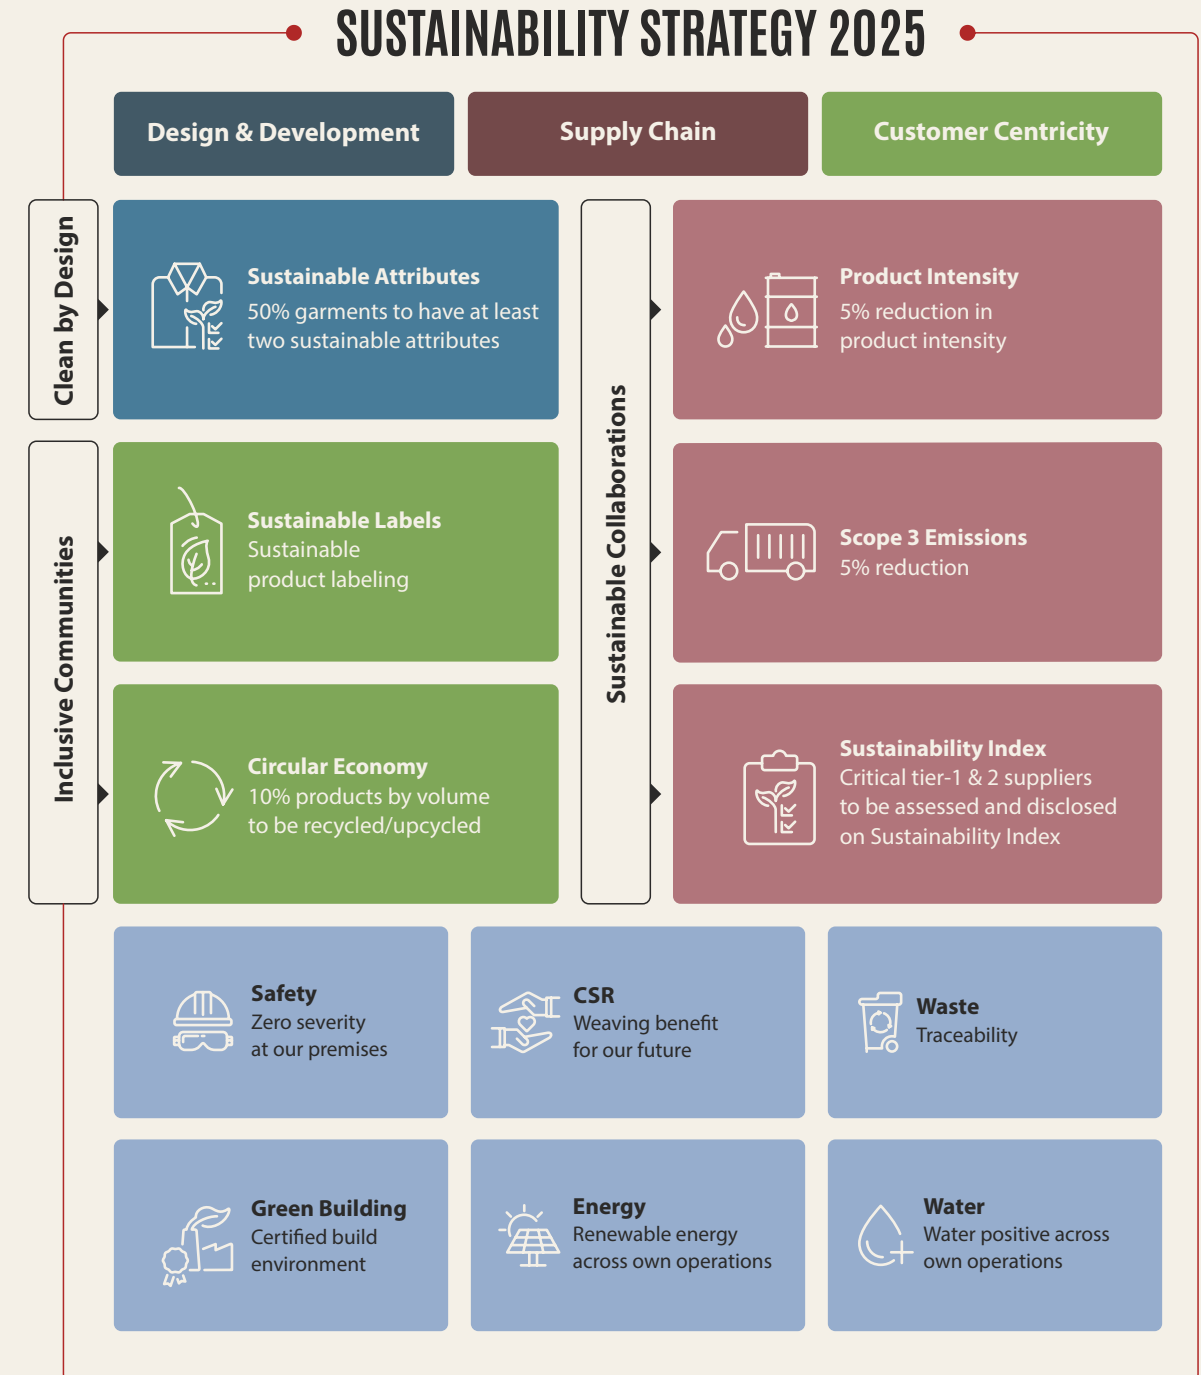 SUSTAINABILITY STRATEGY 2025
Design & Development
Supply Chain
Customer Centricity
Clean by Design
Sustainable Attributes
50% garments to have at least
two sustainable attributes
Inclusive Communities
Sustainable Labels
Sustainable
product labeling
Circular Economy
10% products by volume
to be recycled/upcycled
Sustainable Collaborations
Product Intensity
5% reduction in
product intensity
Scope 3 Emissions
5% reduction
Sustainability Index
Critical tier-1 & 2 suppliers
to be assessed and disclosed
on Sustainability Index
Safety
Zero severity
at our premises
CSR
Weaving benefit
for our future
Waste
Traceability
Green Building
Certified build
environment
Energy
Renewable energy
across own operations
Water
Water positive across
own operations